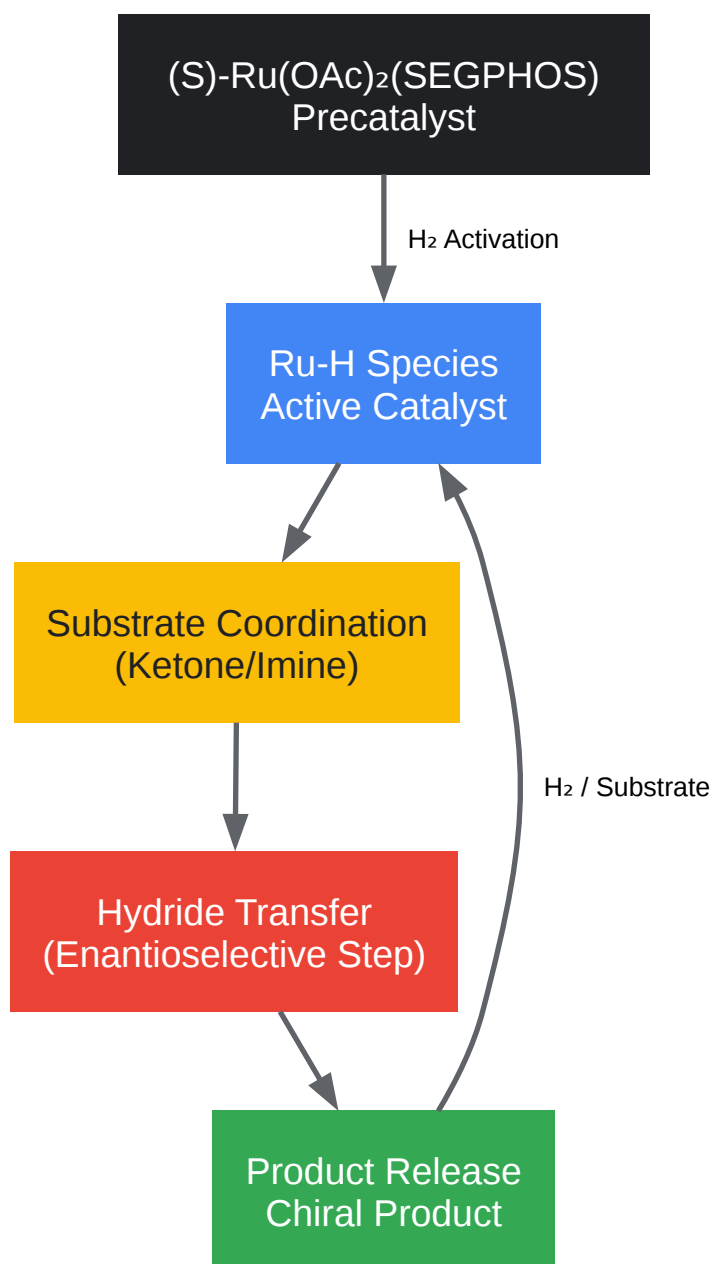 (S)-Ru(OAc)₂(SEGPHOS)
Precatalyst
H₂ Activation
Ru-H Species
Active Catalyst
Substrate Coordination
(Ketone/Imine)
H₂ / Substrate
Hydride Transfer
(Enantioselective Step)
Product Release
Chiral Product